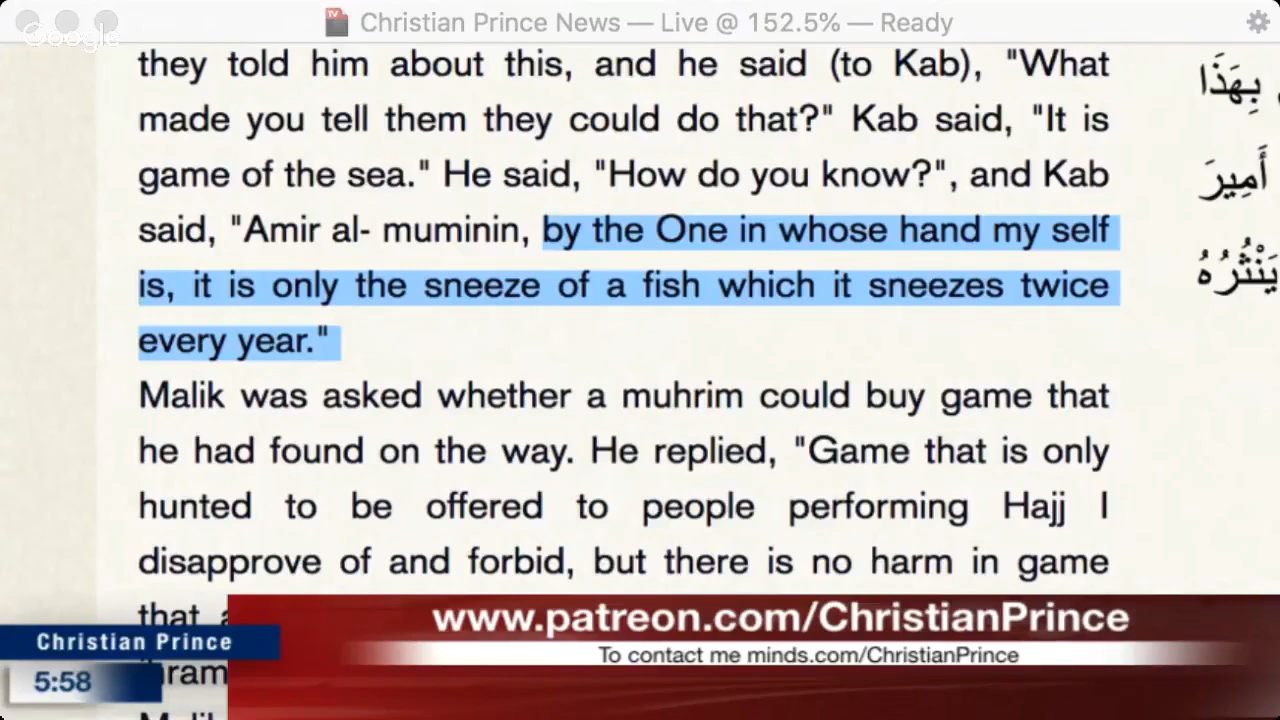 Christian Prince News — Live @ 152.5% — Ready
TV
Google
they told him about this, and he said (to Kab), "What
made you tell them they could do that?" Kab said, "It is
game of the sea." He said, "How do you know?", and Kab
said, "Amir al- muminin, by the One in whose hand my self
is, it is only the sneeze of a fish which it sneezes twice
every year."
Malik was asked whether a muhrim could buy game that
he had found on the way. He replied, "Game that is only
hunted to be offered to people performing Hajj I
disapprove of and forbid, but there is no harm in game
that
بِهَذَا
أَمِيرَ
يَنْثُرُهُ
www.patreon.com/ChristianPrince
To contact me minds.com/ChristianPrince
Christian Prince
5:58